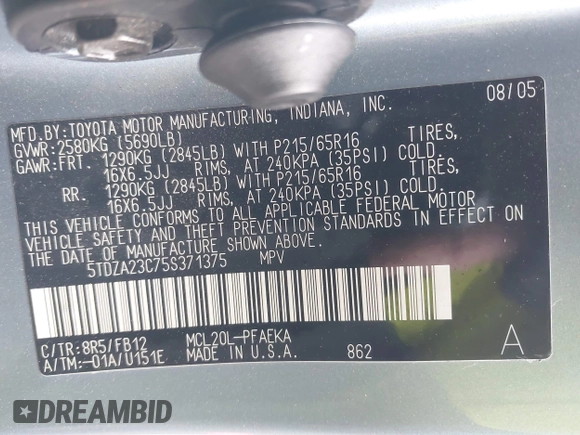 MFD.BY:TOYOTA MOTOR MANUFACTURING, INDIANA, INC. 08/05
GVWR:2580KG (5690LB)
GAWR:FRT 1290KG (2845LB) WITH P215/65R16 TIRES,
16X6.5JJ RIMS, AT 240KPA (35PSI) COLD.
RR. 1290KG (2845LB) WITH P215/65R16 TIRES,
16X6.5JJ RIMS, AT 240KPA (35PSI) COLD.
THIS VEHICLE CONFORMS TO ALL APPLICABLE FEDERAL MOTOR
VEHICLE SAFETY AND THEFT PREVENTION STANDARDS IN EFFECT ON
THE DATE OF MANUFACTURE SHOWN ABOVE.
5TDZA23C75S371375 MPV
C/TR:8R5/FB12 MCL20L-PFAEKA
A/TM:-01A/U151E MADE IN U.S.A. 862 A
DREAMBID